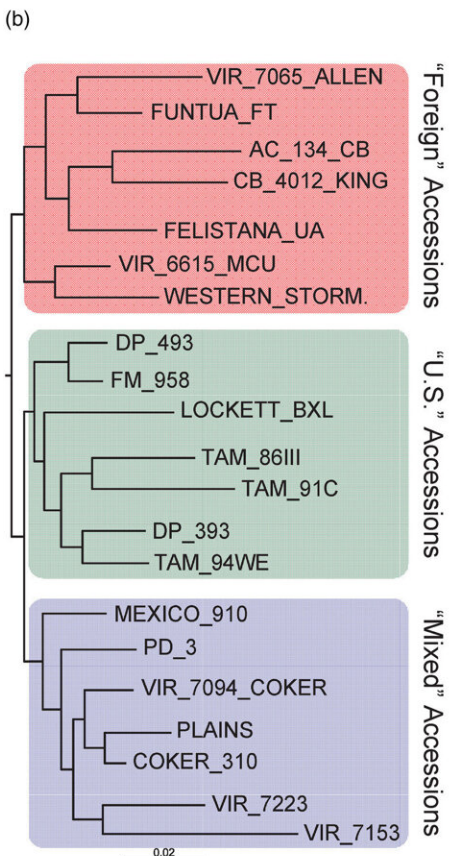 (b)
VIR_7065_ALLEN
FUNTUA_FT
AC_134_CB
CB_4012_KING
FELISTANA_UA
VIR_6615_MCU
WESTERN_STORM.
"Foreign" Accessions
DP_493
FM_958
LOCKETT_BXL
TAM_86III
TAM_91C
DP_393
TAM_94WE
"U.S." Accessions
MEXICO_910
PD_3
VIR_7094_COKER
PLAINS
COKER_310
VIR_7223
VIR_7153
"Mixed" Accessions
0.02